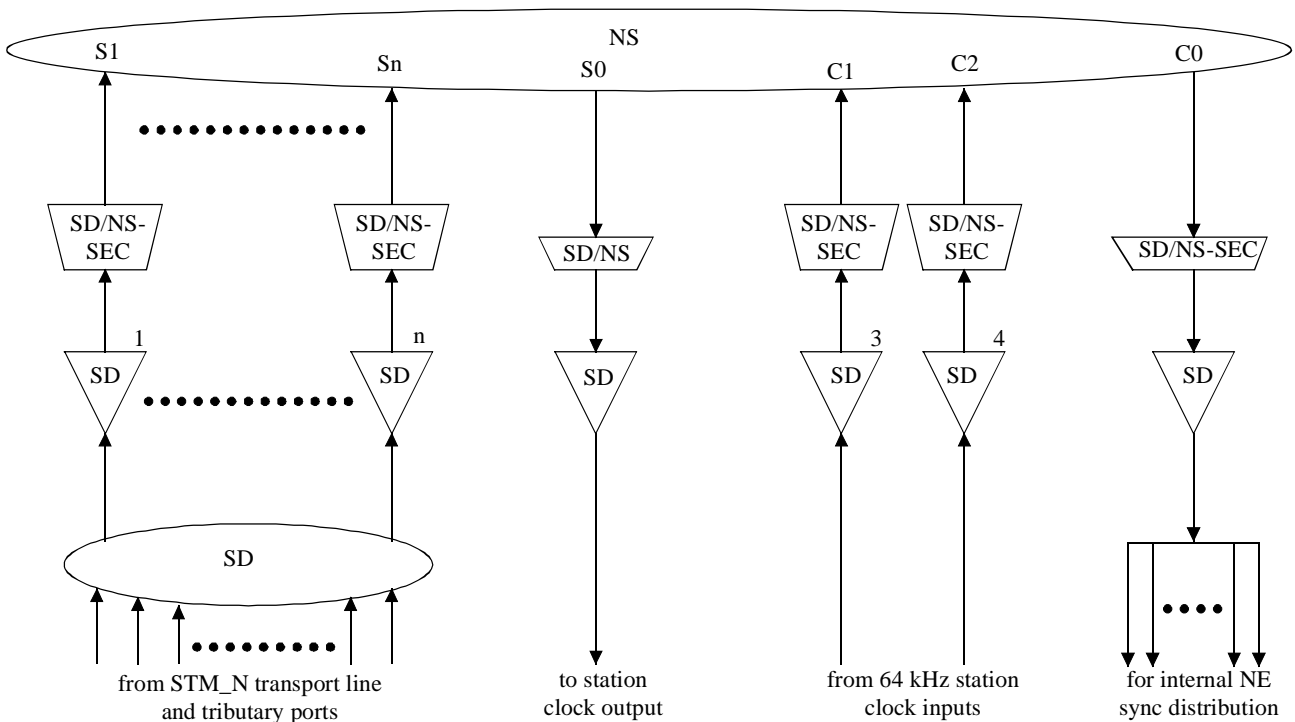 NS
S1
Sn
S0
C1
C2
C0
SD/NS-
SEC
SD/NS-
SEC
SD/NS
SD/NS-
SEC
SD/NS-
SEC
SD/NS-SEC
1
n
3
4
SD
SD
SD
SD
SD
SD
SD
from STM_N transport line
and tributary ports
to station
clock output
from 64 kHz station
clock inputs
for internal NE
sync distribution